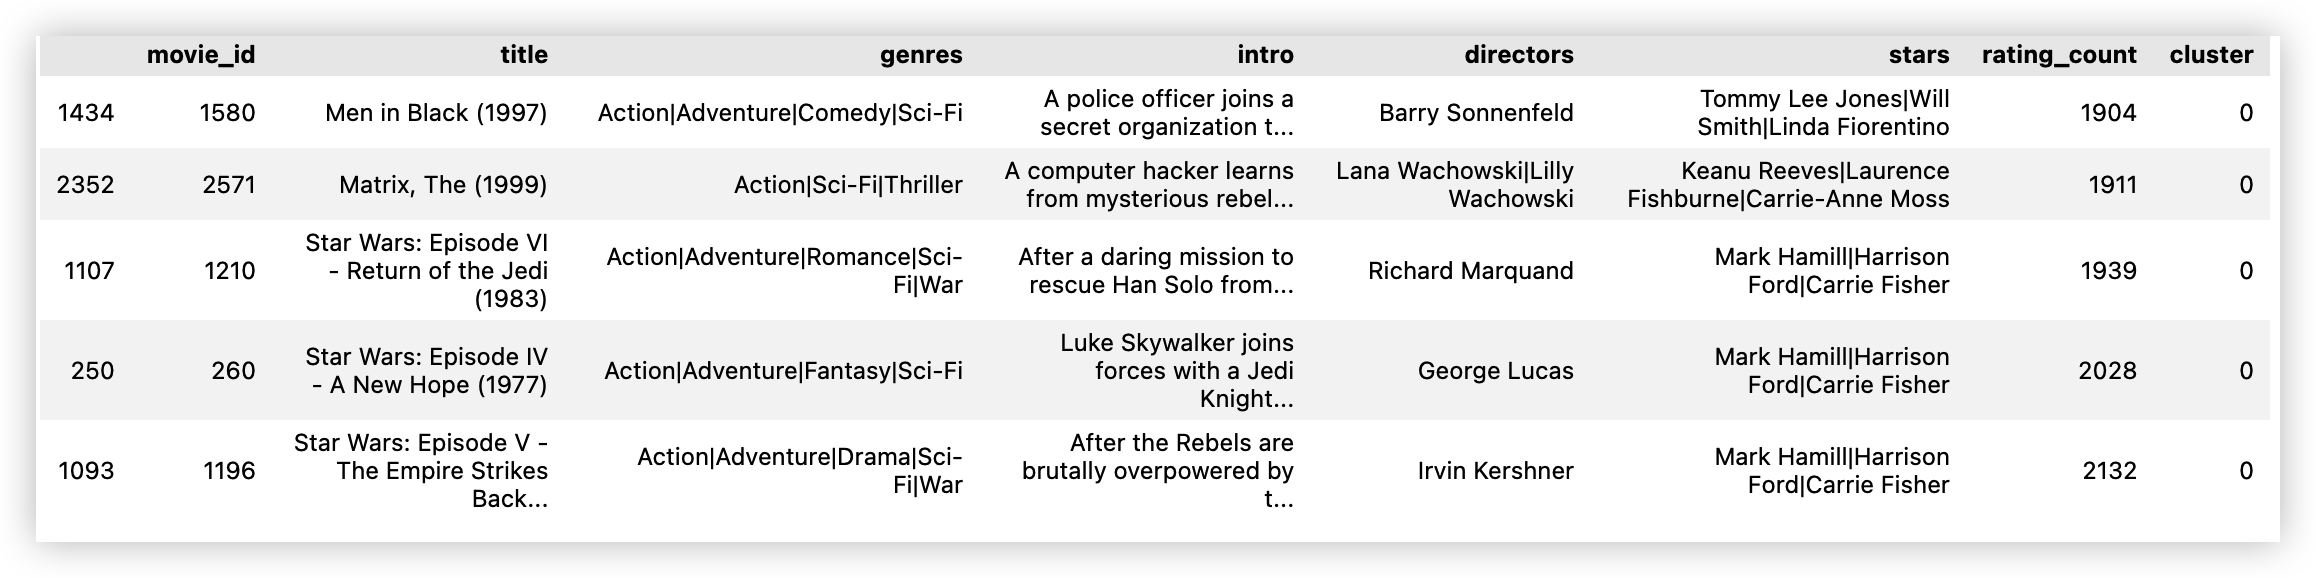 movie_id title genres intro directors stars rating_count cluster
1434 1580 Men in Black (1997) Action|Adventure|Comedy|Sci-Fi A police officer joins a secret organization t... Barry Sonnenfeld Tommy Lee Jones|Will Smith|Linda Fiorentino 1904 0
2352 2571 Matrix, The (1999) Action|Sci-Fi|Thriller A computer hacker learns from mysterious rebel... Lana Wachowski|Lilly Wachowski Keanu Reeves|Laurence Fishburne|Carrie-Anne Moss 1911 0
1107 1210 Star Wars: Episode VI - Return of the Jedi (1983) Action|Adventure|Romance|Sci-Fi|War After a daring mission to rescue Han Solo from... Richard Marquand Mark Hamill|Harrison Ford|Carrie Fisher 1939 0
250 260 Star Wars: Episode IV - A New Hope (1977) Action|Adventure|Fantasy|Sci-Fi Luke Skywalker joins forces with a Jedi Knight... George Lucas Mark Hamill|Harrison Ford|Carrie Fisher 2028 0
1093 1196 Star Wars: Episode V - The Empire Strikes Back... Action|Adventure|Drama|Sci-Fi|War After the Rebels are brutally overpowered by t... Irvin Kershner Mark Hamill|Harrison Ford|Carrie Fisher 2132 0